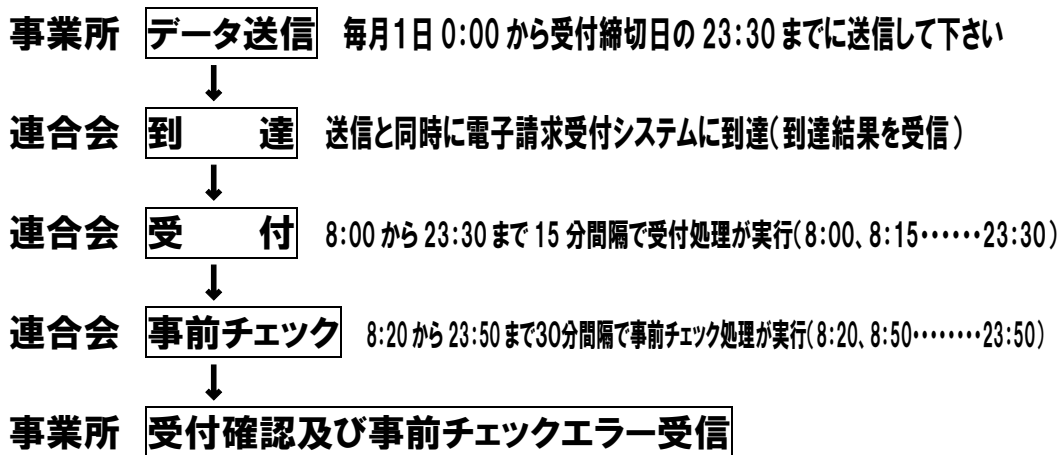 事業所 データ送信 毎月1日 0:00 から受付締切日の 23:30 までに送信して下さい
↓
連合会 到 達 送信と同時に電子請求受付システムに到達(到達結果を受信)
↓
連合会 受 付 8:00 から 23:30 まで 15 分間隔で受付処理が実行(8:00、8:15・・・・・・23:30)
↓
連合会 事前チェック 8:20 から 23:50 まで30分間隔で事前チェック処理が実行(8:20、8:50・・・・・・・・23:50)
↓
事業所 受付確認及び事前チェックエラー受信